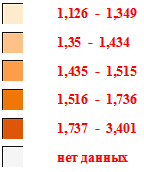 1,126 - 1,349
1,35 - 1,434
1,435 - 1,515
1,516 - 1,736
1,737 - 3,401
нет данных